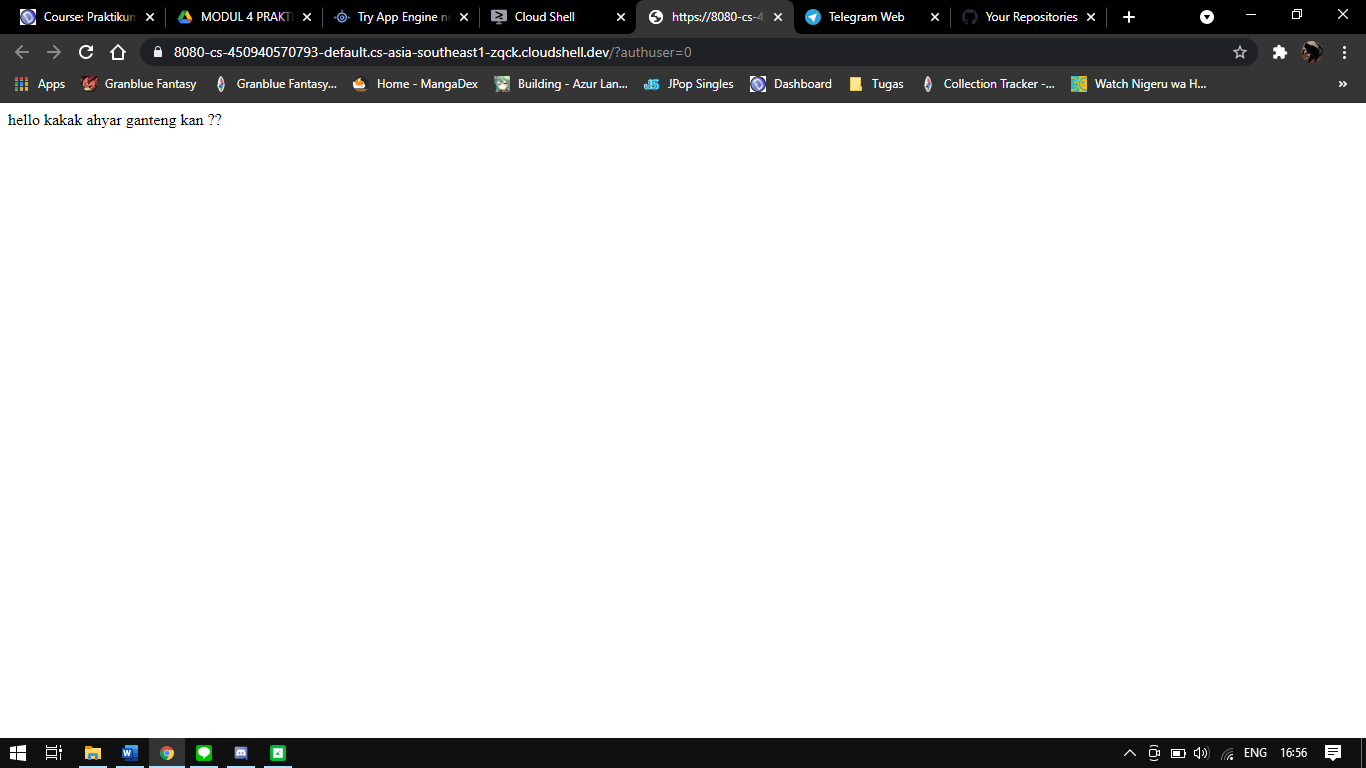 Course: Praktikum
MODUL 4 PRAKTI
Try App Engine n
Cloud Shell
https://8080-cs-4
Telegram Web
Your Repositories
8080-cs-450940570793-default.cs-asia-southeast1-zqck.cloudshell.dev/?authuser=0
Apps
Granblue Fantasy
Granblue Fantasy...
Home - MangaDex
Building - Azur Lan...
JPop Singles
Dashboard
Tugas
Collection Tracker -...
Watch Nigeru wa H...
»
hello kakak ahyar ganteng kan ??
ENG
16:56